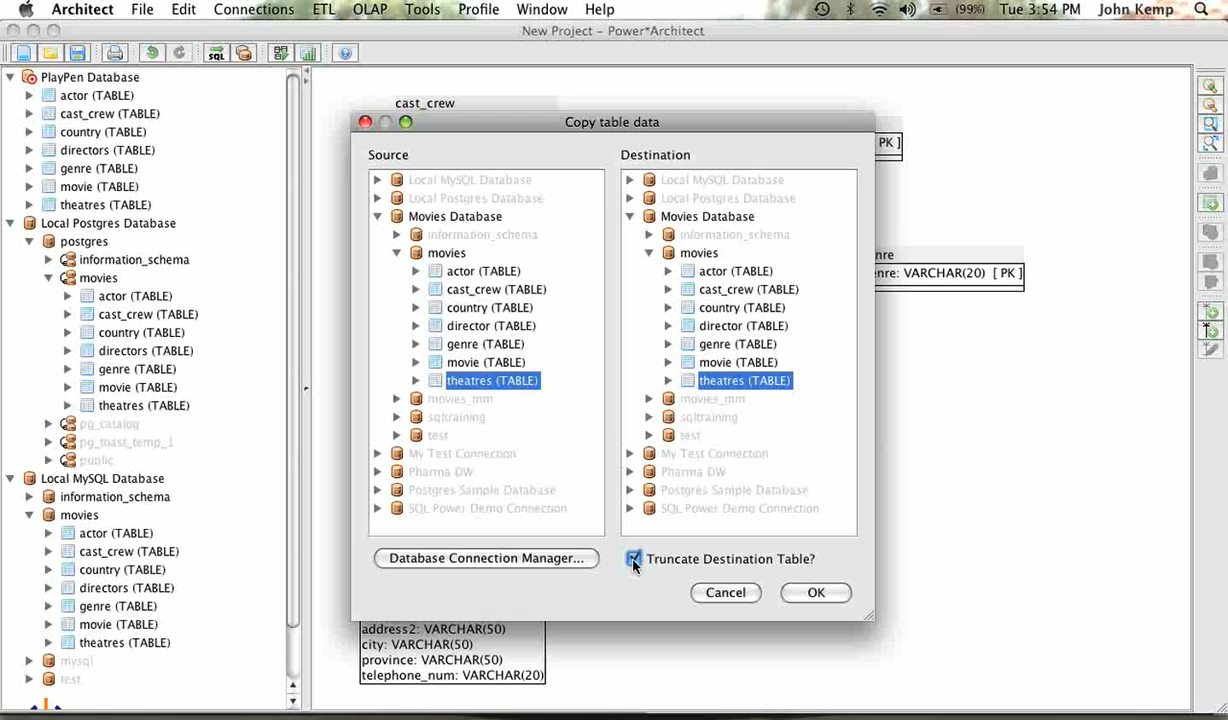 Architect File Edit Connections ETL OLAP Tools Profile Window Help (99%) Tue 3:54 PM John Kemp
New Project – Power*Architect
SQL
PlayPen Database
actor (TABLE)
cast_crew (TABLE)
country (TABLE)
directors (TABLE)
genre (TABLE)
movie (TABLE)
theatres (TABLE)
Local Postgres Database
postgres
information_schema
movies
actor (TABLE)
cast_crew (TABLE)
country (TABLE)
directors (TABLE)
genre (TABLE)
movie (TABLE)
theatres (TABLE)
pg_catalog
pg_toast_temp_1
public
Local MySQL Database
information_schema
movies
actor (TABLE)
cast_crew (TABLE)
country (TABLE)
directors (TABLE)
genre (TABLE)
movie (TABLE)
theatres (TABLE)
mysql
test
cast_crew
PK ]
enre
enre: VARCHAR(20) [ PK ]
Copy table data
Source
Local MySQL Database
Local Postgres Database
Movies Database
information_schema
movies
actor (TABLE)
cast_crew (TABLE)
country (TABLE)
director (TABLE)
genre (TABLE)
movie (TABLE)
theatres (TABLE)
movies_mm
sqltraining
test
My Test Connection
Pharma DW
Postgres Sample Database
SQL Power Demo Connection
Database Connection Manager...
Destination
Local MySQL Database
Local Postgres Database
Movies Database
information_schema
movies
actor (TABLE)
cast_crew (TABLE)
country (TABLE)
director (TABLE)
genre (TABLE)
movie (TABLE)
theatres (TABLE)
movies_mm
sqltraining
test
My Test Connection
Pharma DW
Postgres Sample Database
SQL Power Demo Connection
Truncate Destination Table?
Cancel OK
address2: VARCHAR(50)
city: VARCHAR(50)
province: VARCHAR(50)
telephone_num: VARCHAR(20)